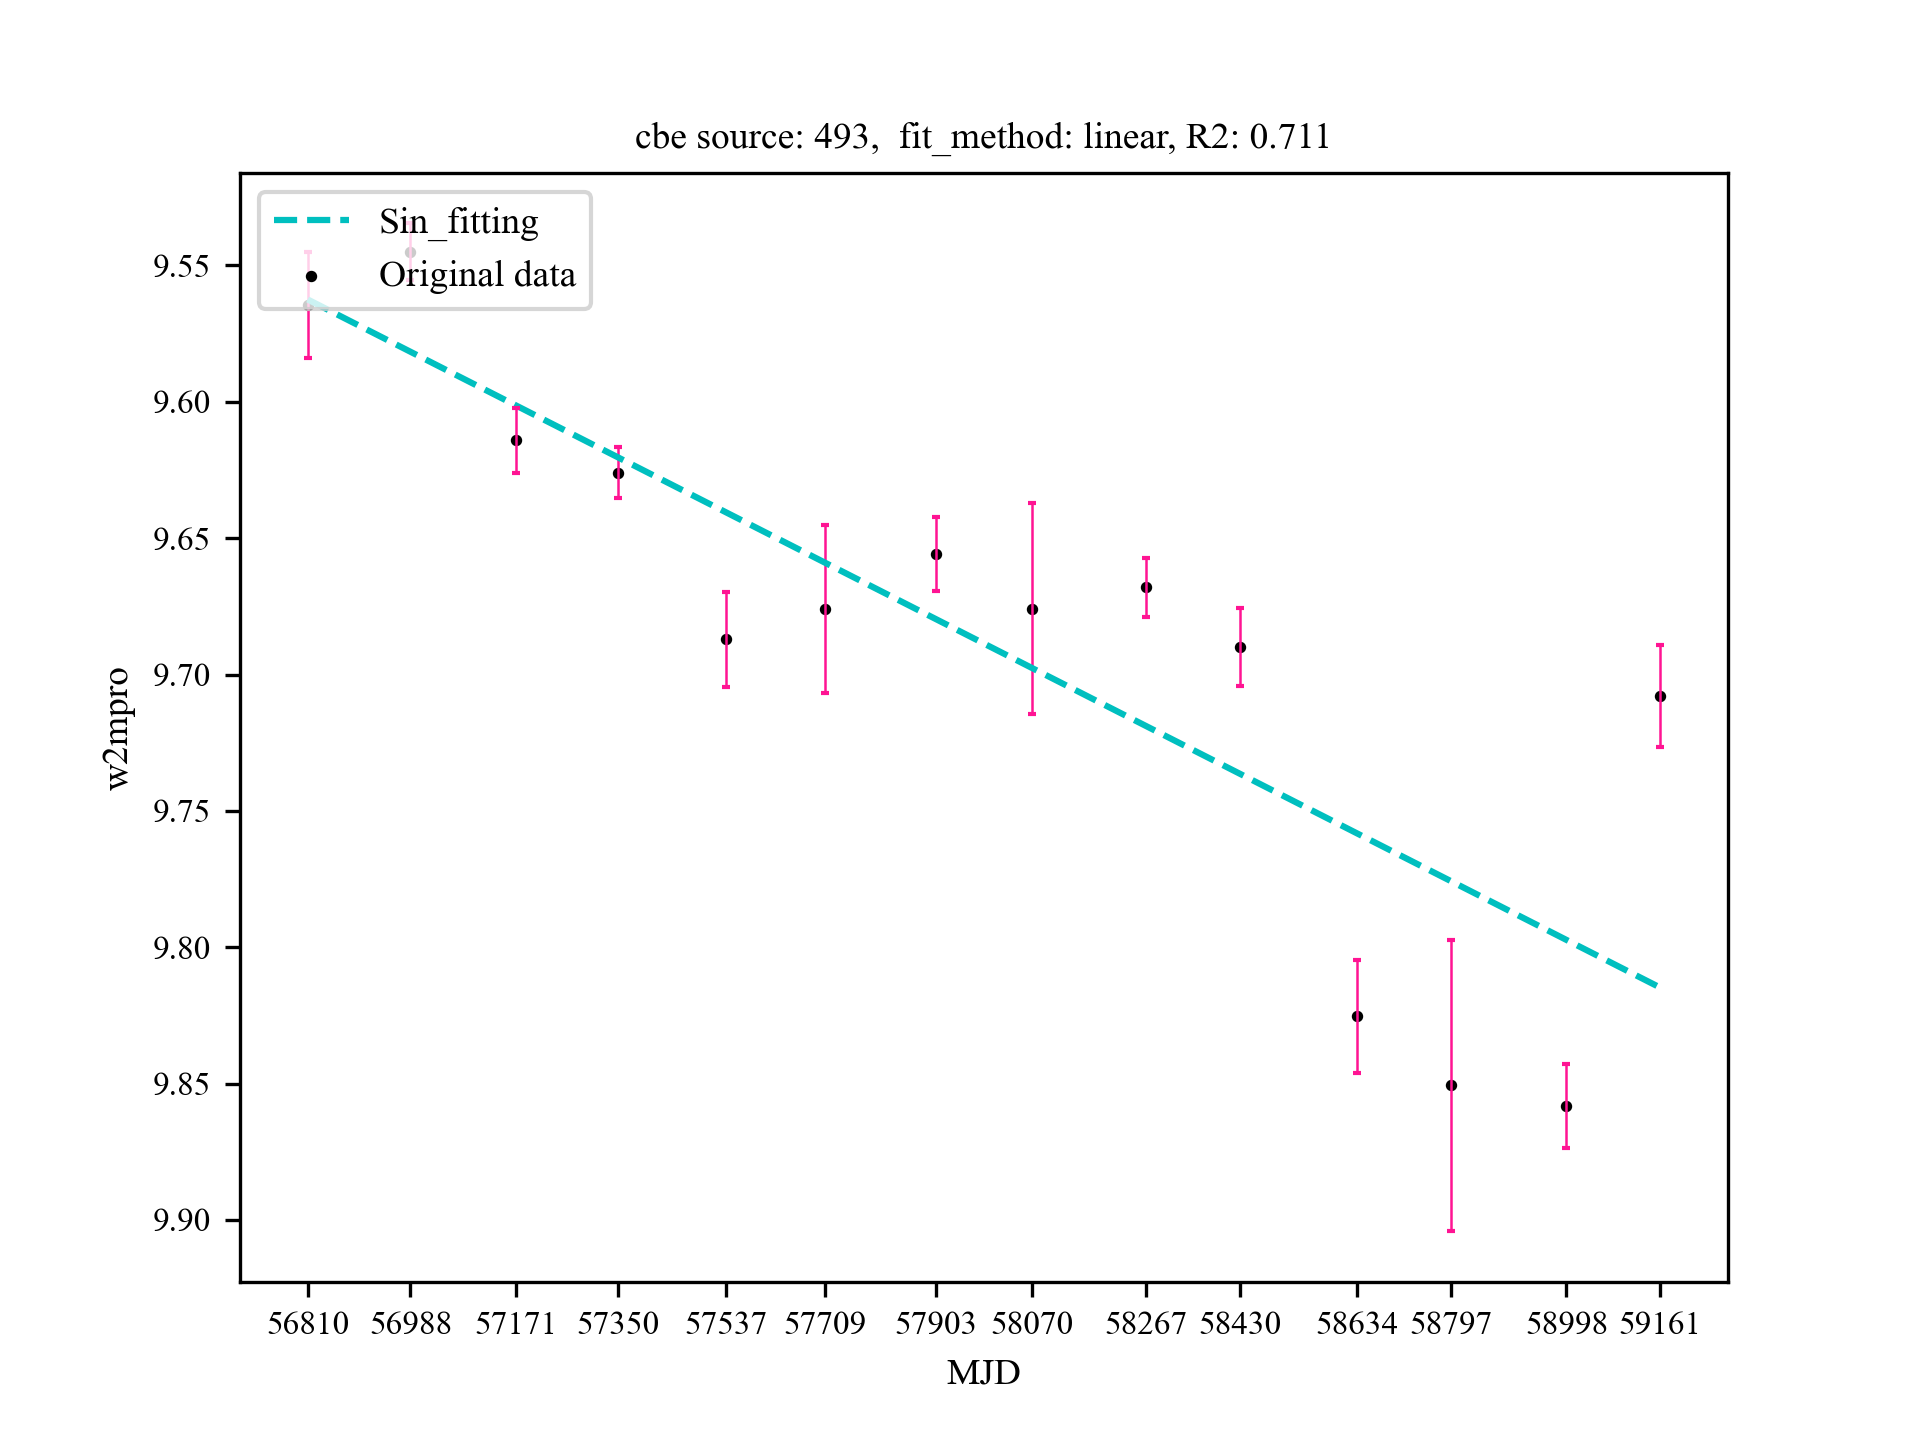 cbe source: 493,  fit_method: linear, R2: 0.711
Sin_fitting
Original data
9.55
9.60
9.65
9.70
9.75
9.80
9.85
9.90
w2mpro
56810 56988 57171 57350 57537 57709 57903 58070 58267 58430 58634 58797 58998 59161
MJD